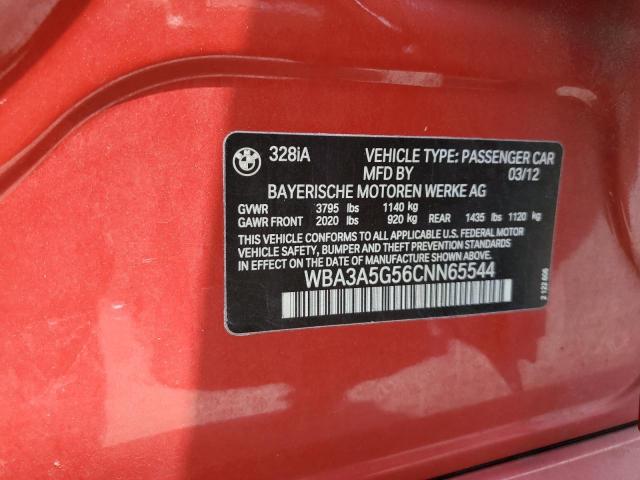 BMW 328iA VEHICLE TYPE: PASSENGER CAR
MFD BY 03/12
BAYERISCHE MOTOREN WERKE AG
GVWR 3795 lbs 1140 kg
GAWR FRONT 2020 lbs 920 kg REAR 1435 lbs 1120 kg
THIS VEHICLE CONFORMS TO ALL APPLICABLE U.S. FEDERAL MOTOR
VEHICLE SAFETY, BUMPER, AND THEFT PREVENTION STANDARDS
IN EFFECT ON THE DATE OF MANUFACTURE SHOWN ABOVE.
WBA3A5G56CNN65544